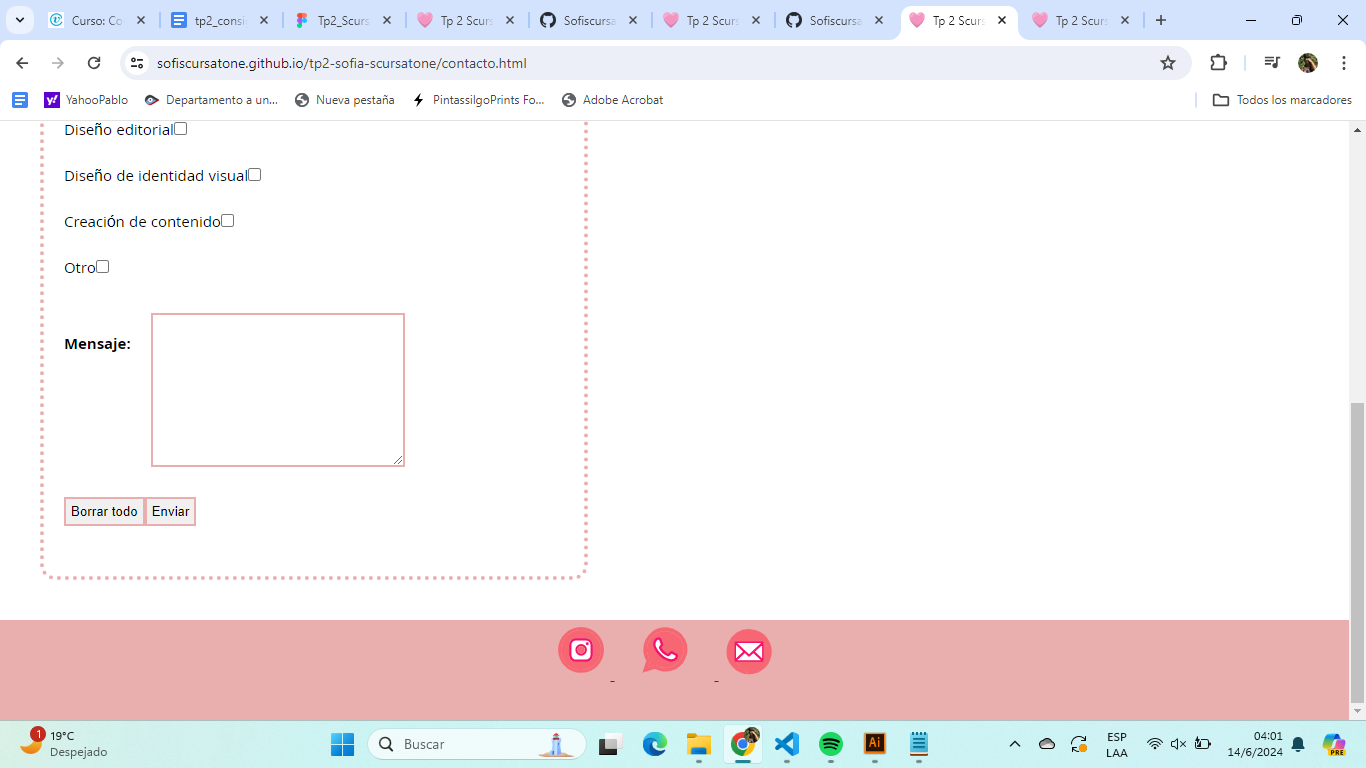 Curso: Co
tp2_consi
Tp2_Scurs
Tp 2 Scurs
Sofiscursa
Tp 2 Scurs
Sofiscursa
Tp 2 Scurs
Tp 2 Scurs
sofiscursatone.github.io/tp2-sofia-scursatone/contacto.html
YahooPablo
Departamento a un...
Nueva pestaña
PintassilgoPrints Fo...
Adobe Acrobat
Todos los marcadores
Diseño editorial
Diseño de identidad visual
Creación de contenido
Otro
Mensaje:
Borrar todo
Enviar
1
19°C
Despejado
Buscar
Ai
ESP
LAA
04:01
14/6/2024
PRE